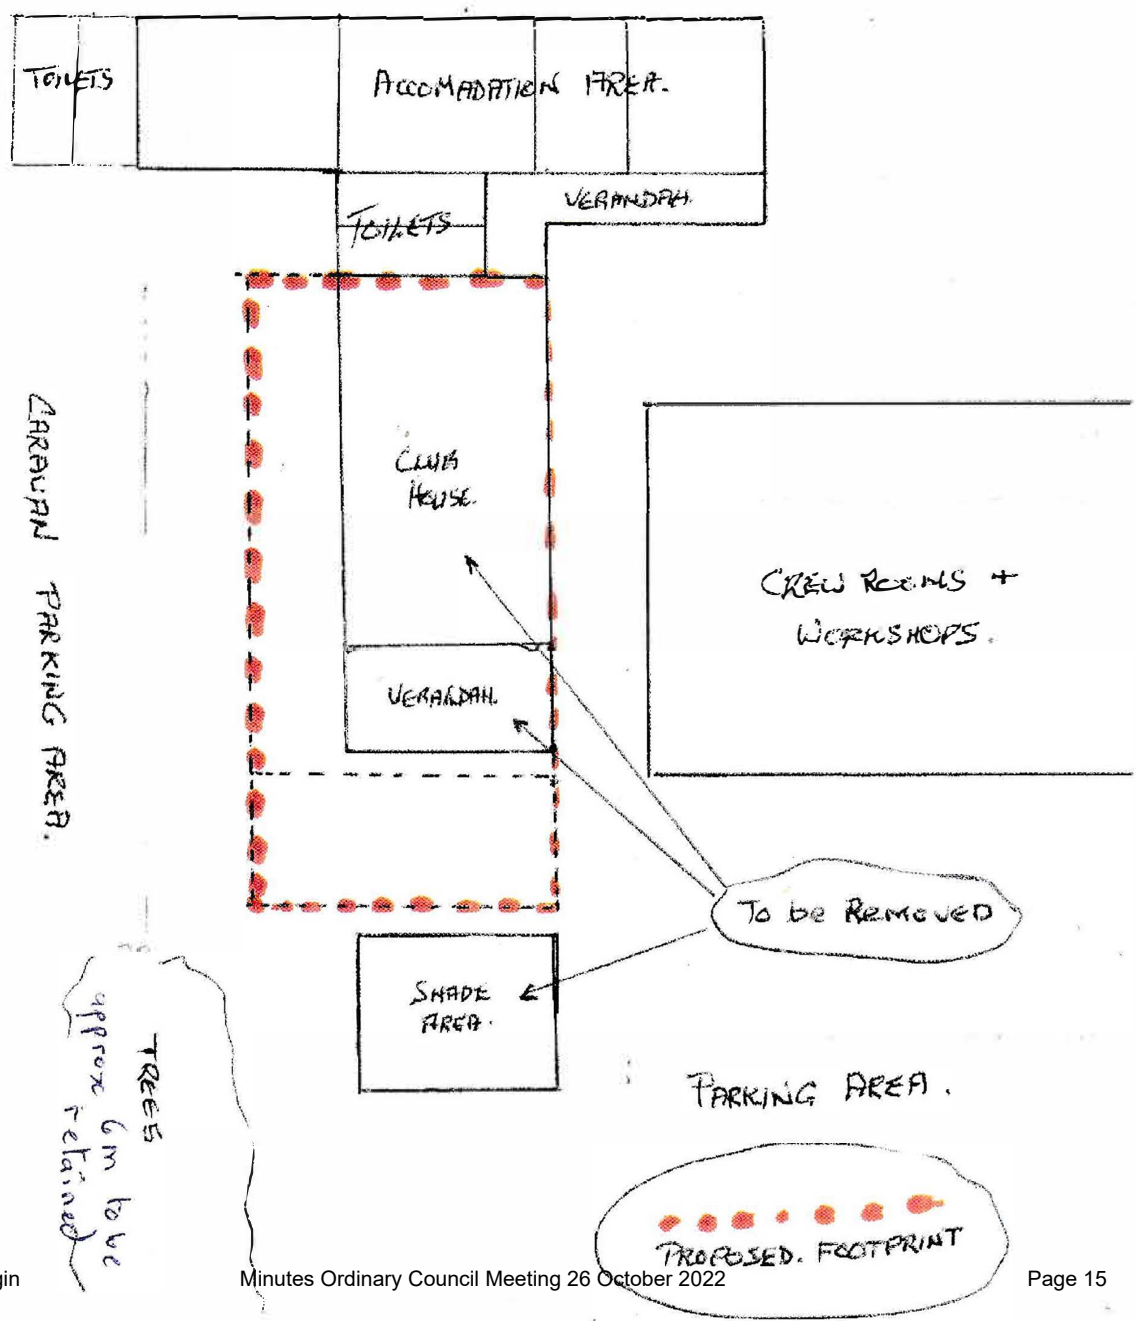 TOILETS
ACCOMADATION AREA.
VERANDAH.
TOILETS
CLUB
HOUSE.
CARAVAN PARKING AREA.
CREW ROOMS +
WORKSHOPS.
VERANDAH.
To be REMOVED
SHADE
AREA.
TREES
approx 6m to be
retained
PARKING AREA.
PROPOSED. FOOTPRINT
gin
Minutes Ordinary Council Meeting 26 October 2022
Page 15